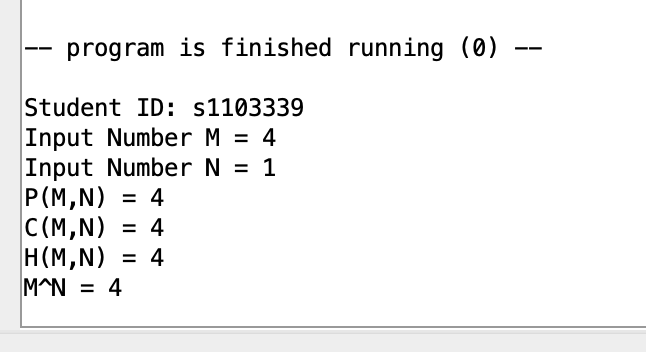 -- program is finished running (0) --
Student ID: s1103339
Input Number M = 4
Input Number N = 1
P(M,N) = 4
C(M,N) = 4
H(M,N) = 4
M^N = 4